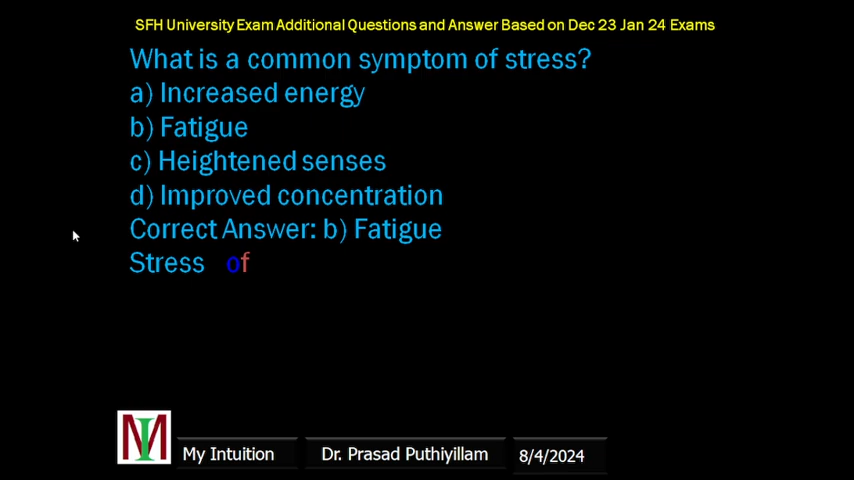 SFH University Exam Additional Questions and Answer Based on Dec 23 Jan 24 Exams
What is a common symptom of stress?
a) Increased energy
b) Fatigue
c) Heightened senses
d) Improved concentration
Correct Answer: b) Fatigue
Stress of
MI
My Intuition
Dr. Prasad Puthiyillam
8/4/2024